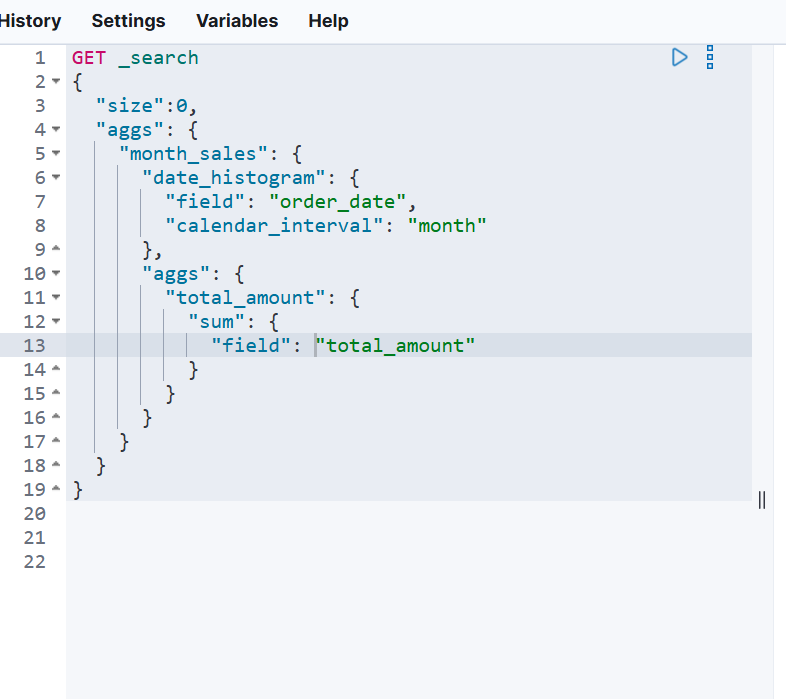 History Settings Variables Help
1 GET _search
2 {
3 "size":0,
4 "aggs": {
5 "month_sales": {
6 "date_histogram": {
7 "field": "order_date",
8 "calendar_interval": "month"
9 },
10 "aggs": {
11 "total_amount": {
12 "sum": {
13 "field": "total_amount"
14 }
15 }
16 }
17 }
18 }
19 }
20
21
22